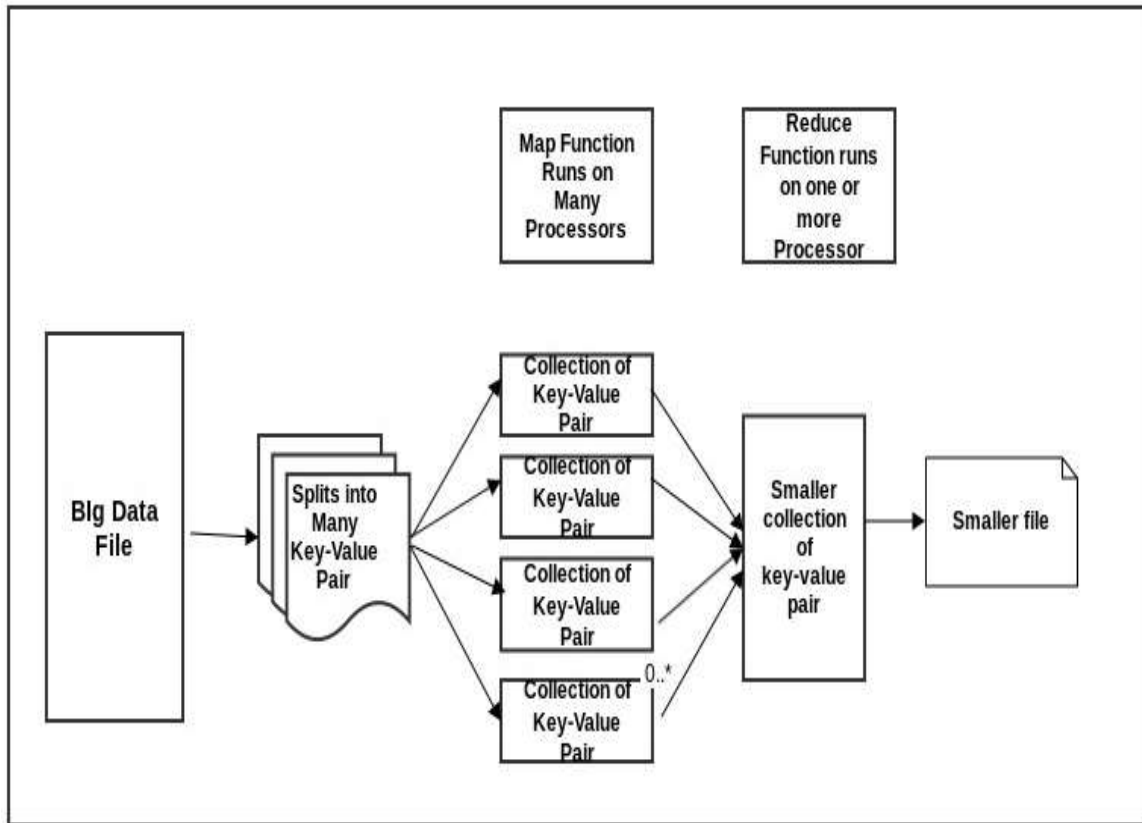 Map Function
Runs on
Many
Processors
Reduce
Function runs
on one or
more
Processor
BIg Data
File
Splits into
Many
Key-Value
Pair
Collection of
Key-Value
Pair
Collection of
Key-Value
Pair
Collection of
Key-Value
Pair
0..*
Collection of
Key-Value
Pair
Smaller
collection
of
key-value
pair
Smaller file